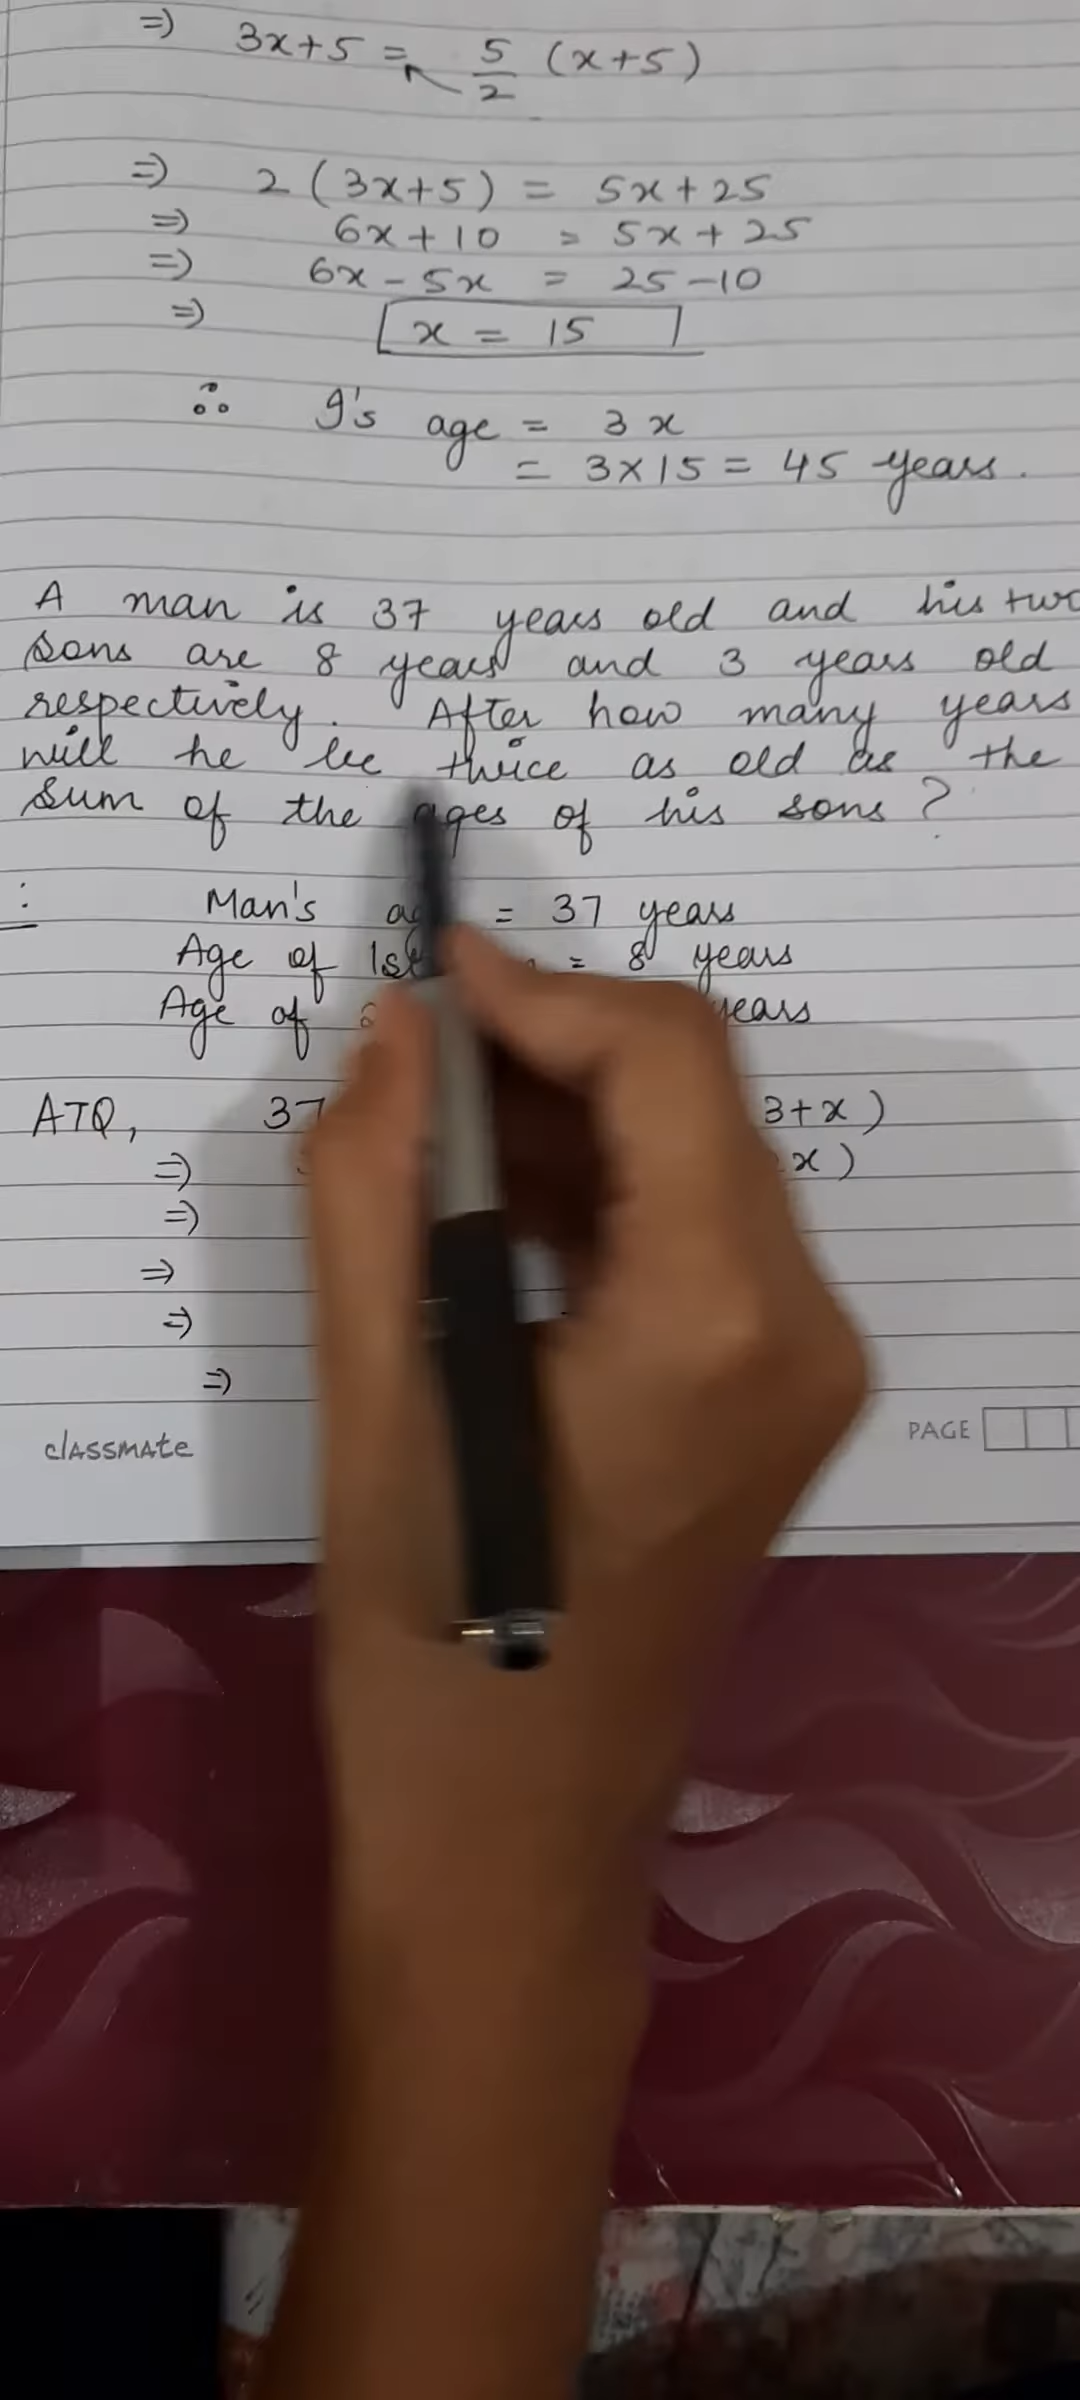 ⇒ 3x+5 = 5/2 (x+5)
⇒ 2(3x+5) = 5x+25
⇒ 6x+10 = 5x+25
⇒ 6x-5x = 25-10
⇒ x = 15
∴ I's age = 3x
= 3×15 = 45 years.
A man is 37 years old and his two
sons are 8 years and 3 years old
respectively. After how many years
will he be twice as old as the
sum of the ages of his sons?
Man's age = 37 years
Age of 1st = 8 years
Age of years
ATQ, 37 3+x)
⇒ x)
⇒
⇒
⇒
⇒
classmate PAGE